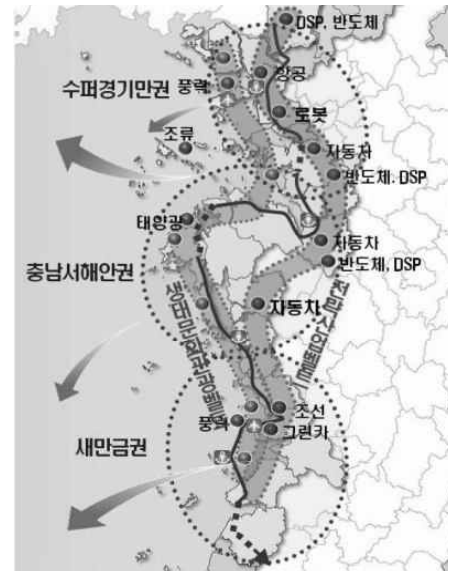 DSP, 반도체
항공
풍력
수퍼경기만권
로봇
조류
자동차
반도체, DSP
태양광
자동차
반도체, DSP
충남서해안권
자동차
생태문화관광벨트
전략산업벨트
조선
풍력
그린카
새만금권